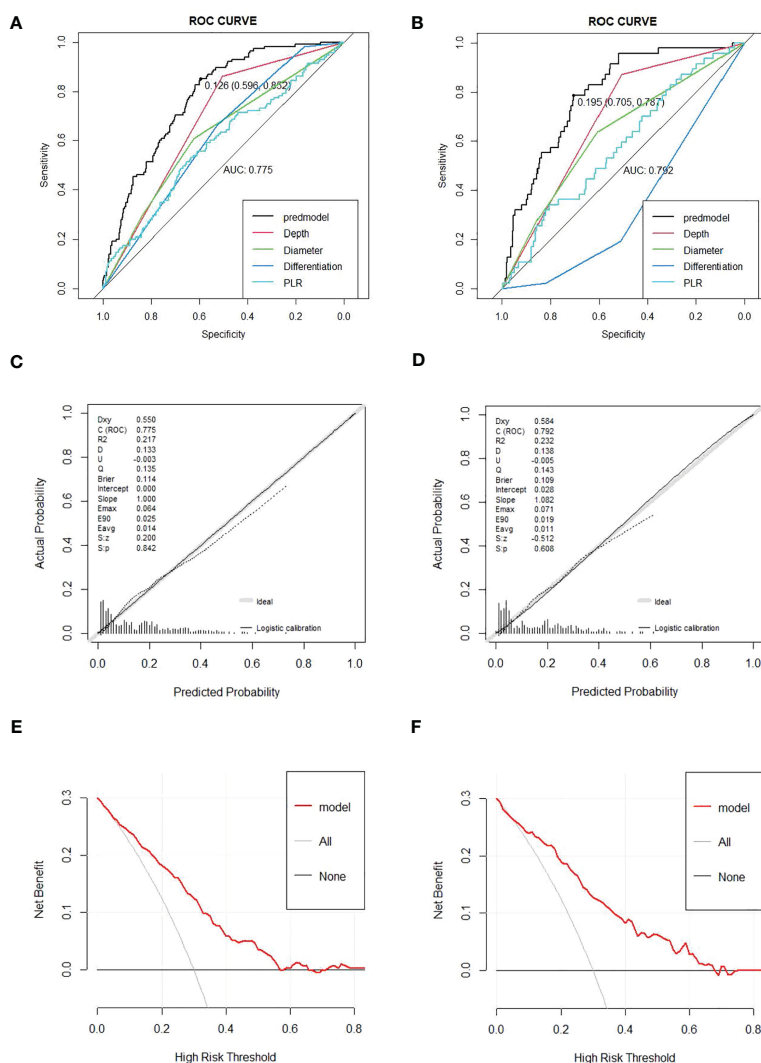 A
ROC CURVE
1.0
0.8
0.6
0.4
0.2
0.0
Sensitivity
0.126 (0.596, 0.852)
AUC: 0.775
predmodel
Depth
Diameter
Differentiation
PLR
1.0 0.8 0.6 0.4 0.2 0.0
Specificity
B
ROC CURVE
1.0
0.8
0.6
0.4
0.2
0.0
Sensitivity
0.195 (0.705, 0.787)
AUC: 0.792
predmodel
Depth
Diameter
Differentiation
PLR
1.0 0.8 0.6 0.4 0.2 0.0
Specificity
C
1.0
0.8
0.6
0.4
0.2
0.0
Actual Probability
Dxy 0.550
C (ROC) 0.775
R2 0.217
D 0.133
U -0.003
Q 0.135
Brier 0.114
Intercept 0.000
Slope 1.000
Emax 0.064
E90 0.025
Eavg 0.014
S:z 0.200
S:p 0.842
Ideal
Logistic calibration
0.0 0.2 0.4 0.6 0.8 1.0
Predicted Probability
D
1.0
0.8
0.6
0.4
0.2
0.0
Actual Probability
Dxy 0.584
C (ROC) 0.792
R2 0.232
D 0.138
U -0.005
Q 0.143
Brier 0.109
Intercept 0.028
Slope 1.082
Emax 0.071
E90 0.019
Eavg 0.011
S:z -0.512
S:p 0.608
Ideal
Logistic calibration
0.0 0.2 0.4 0.6 0.8 1.0
Predicted Probability
E
0.3
0.2
0.1
0.0
Net Benefit
model
All
None
0.0 0.2 0.4 0.6 0.8
High Risk Threshold
F
0.3
0.2
0.1
0.0
Net Benefit
model
All
None
0.0 0.2 0.4 0.6 0.8
High Risk Threshold